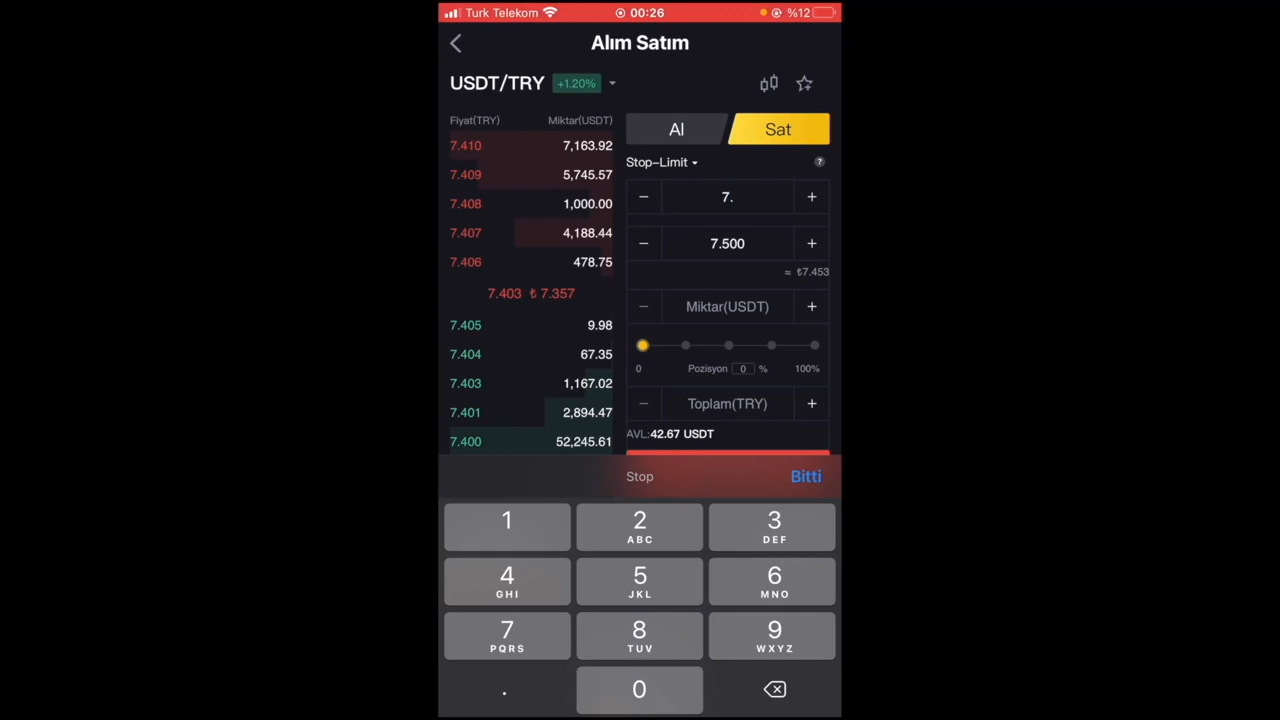 Turk Telekom 00:26 %12
Alım Satım
USDT/TRY +1.20%
Fiyat(TRY) Miktar(USDT)
7.410 7,163.92
7.409 5,745.57
7.408 1,000.00
7.407 4,188.44
7.406 478.75
7.403 ₺ 7.357
7.405 9.98
7.404 67.35
7.403 1,167.02
7.401 2,894.47
7.400 52,245.61
Al Sat
Stop-Limit ?
− 7. +
− 7.500 +
≈ ₺7.453
− Miktar(USDT) +
0 Pozisyon 0 % 100%
− Toplam(TRY) +
AVL:42.67 USDT
Stop Bitti
1 2 3
ABC DEF
4 5 6
GHI JKL MNO
7 8 9
PQRS TUV WXYZ
. 0